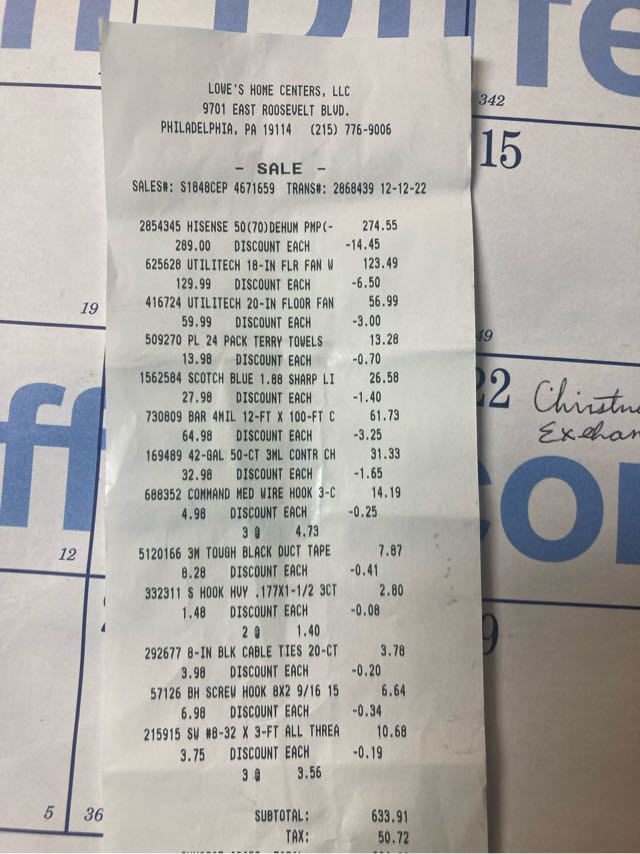 LOWE'S HOME CENTERS, LLC
9701 EAST ROOSEVELT BLVD.
PHILADELPHIA, PA 19114 (215) 776-9006
- SALE -
SALES#: S1848CEP 4671659 TRANS#: 2868439 12-12-22
2854345 HISENSE 50(70)DEHUM PMP(- 274.55
289.00 DISCOUNT EACH -14.45
625628 UTILITECH 18-IN FLR FAN W 123.49
129.99 DISCOUNT EACH -6.50
416724 UTILITECH 20-IN FLOOR FAN 56.99
59.99 DISCOUNT EACH -3.00
509270 PL 24 PACK TERRY TOWELS 13.28
13.98 DISCOUNT EACH -0.70
1562584 SCOTCH BLUE 1.88 SHARP LI 26.58
27.98 DISCOUNT EACH -1.40
730809 BAR 4MIL 12-FT X 100-FT C 61.73
64.98 DISCOUNT EACH -3.25
169489 42-GAL 50-CT 3ML CONTR CH 31.33
32.98 DISCOUNT EACH -1.65
688352 COMMAND MED WIRE HOOK 3-C 14.19
4.98 DISCOUNT EACH -0.25
3 @ 4.73
5120166 3M TOUGH BLACK DUCT TAPE 7.87
8.28 DISCOUNT EACH -0.41
332311 S HOOK HVY .177X1-1/2 3CT 2.80
1.48 DISCOUNT EACH -0.08
2 @ 1.40
292677 8-IN BLK CABLE TIES 20-CT 3.78
3.98 DISCOUNT EACH -0.20
57126 BH SCREW HOOK 8X2 9/16 15 6.64
6.98 DISCOUNT EACH -0.34
215915 SW #8-32 X 3-FT ALL THREA 10.68
3.75 DISCOUNT EACH -0.19
3 @ 3.56
SUBTOTAL: 633.91
TAX: 50.72
342
15
19
49
22
12
9
5
36